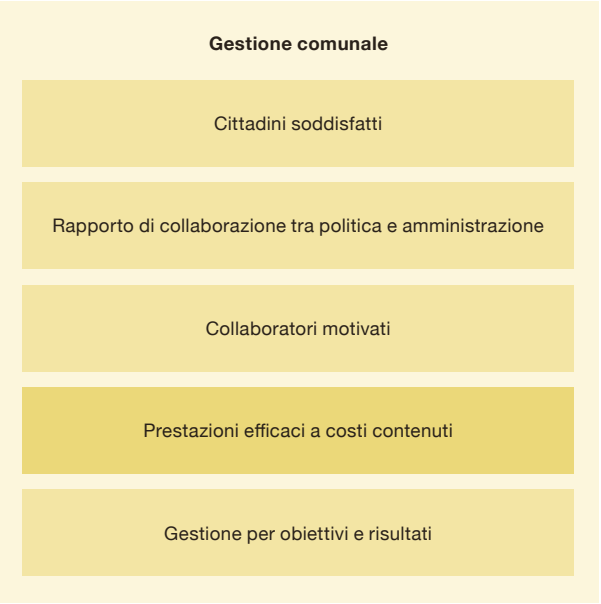 Gestione comunale
Cittadini soddisfatti
Rapporto di collaborazione tra politica e amministrazione
Collaboratori motivati
Prestazioni efficaci a costi contenuti
Gestione per obiettivi e risultati